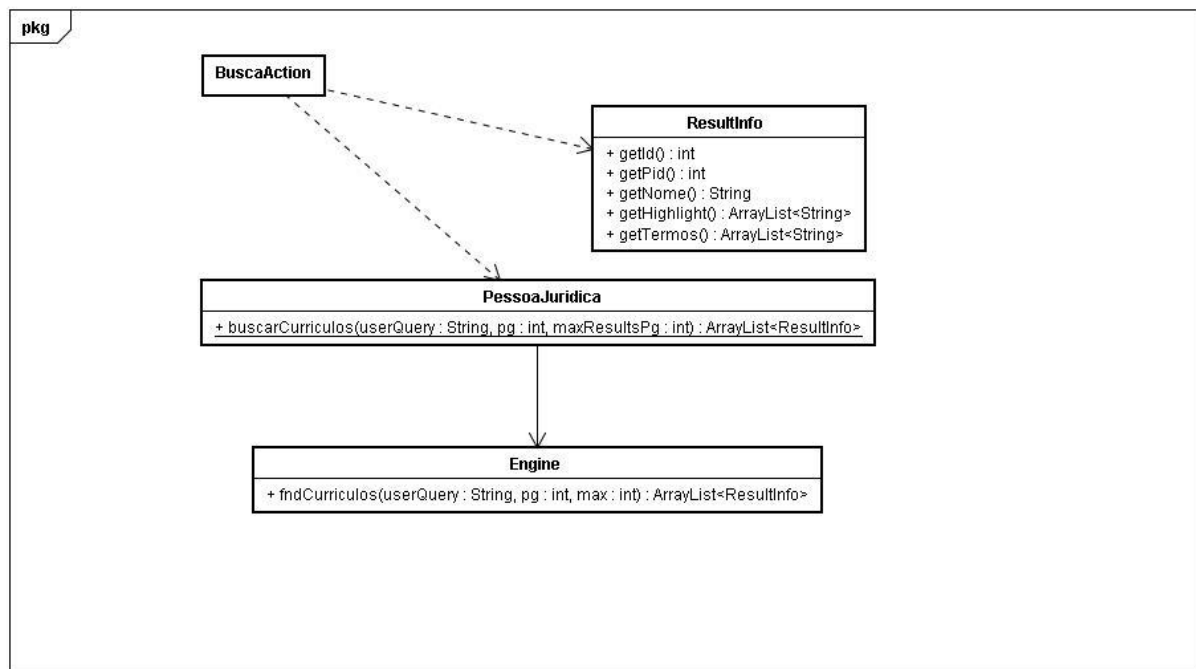 pkg
BuscaAction
ResultInfo
+ getId() : int
+ getPid() : int
+ getNome() : String
+ getHighlight() : ArrayList<String>
+ getTermos() : ArrayList<String>
PessoaJuridica
+ buscarCurriculos(userQuery : String, pg : int, maxResultsPg : int) : ArrayList<ResultInfo>
Engine
+ fndCurriculos(userQuery : String, pg : int, max : int) : ArrayList<ResultInfo>